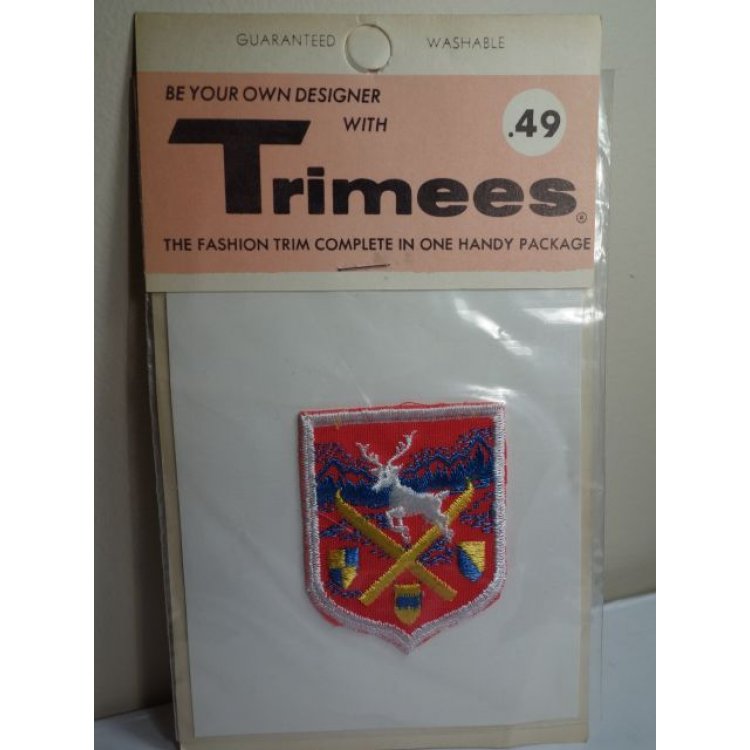 GUARANTEED WASHABLE
BE YOUR OWN DESIGNER
WITH
.49
Trimees®
THE FASHION TRIM COMPLETE IN ONE HANDY PACKAGE